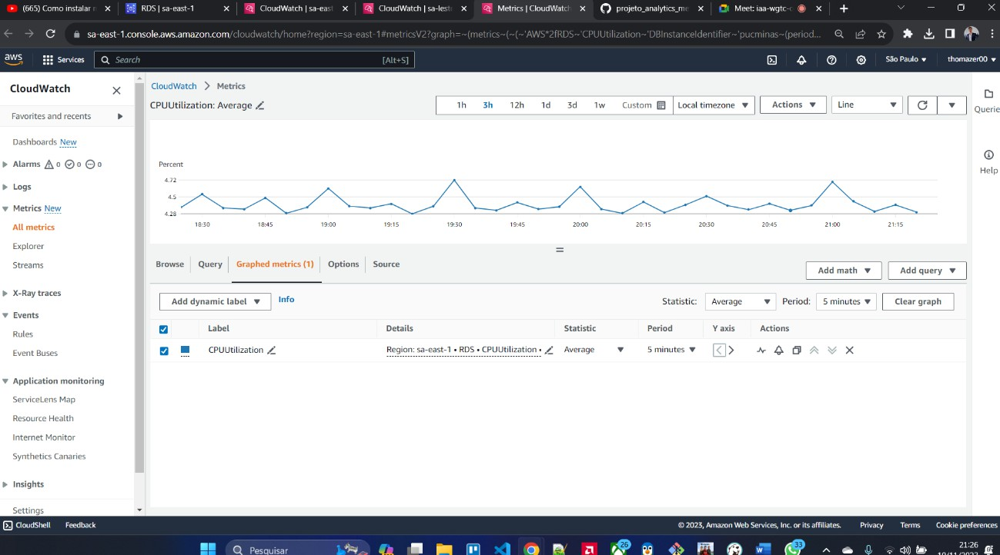 (665) Como instalar
RDS | sa-east-1
CloudWatch | sa-east
CloudWatch | sa-leste
Metrics | CloudWatch
projeto_analytics_me
Meet: iaa-wgtc-
sa-east-1.console.aws.amazon.com/cloudwatch/home?region=sa-east-1#metricsV2?graph=~(metrics~(~(~'AWS*2fRDS~'CPUUtilization~'DBInstanceIdentifier~'pucminas~(period...
aws
Services
Search
[Alt+S]
São Paulo
thomazer00
CloudWatch
Favorites and recents
Dashboards New
Alarms 0 0 0
Logs
Metrics New
All metrics
Explorer
Streams
X-Ray traces
Events
Rules
Event Buses
Application monitoring
ServiceLens Map
Resource Health
Internet Monitor
Synthetics Canaries
Insights
Settings
CloudWatch > Metrics
CPUUtilization: Average
1h 3h 12h 1d 3d 1w Custom
Local timezone
Actions
Line
Percent
4.72
4.5
4.28
18:30 18:45 19:00 19:15 19:30 19:45 20:00 20:15 20:30 20:45 21:00 21:15
Browse
Query
Graphed metrics (1)
Options
Source
Add math
Add query
Add dynamic label
Info
Statistic:
Average
Period:
5 minutes
Clear graph
Label Details Statistic Period Y axis Actions
CPUUtilization Region: sa-east-1 • RDS • CPUUtilization • Average 5 minutes
Querie
Help
CloudShell
Feedback
© 2023, Amazon Web Services, Inc. or its affiliates.
Privacy
Terms
Cookie preferences
Pesquisar
26
33
21:26